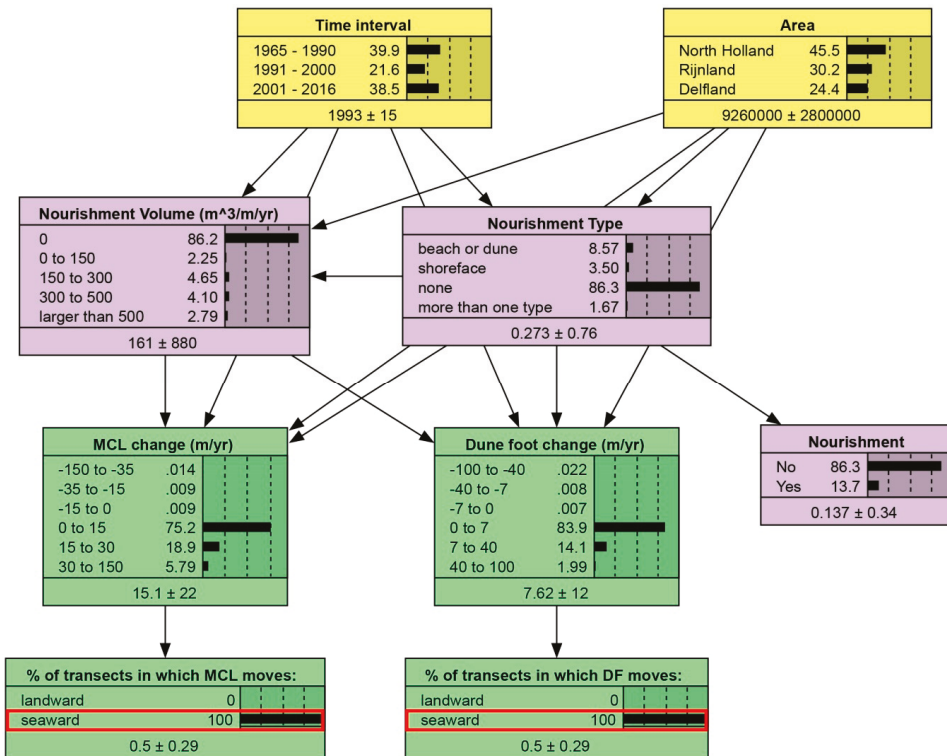 Time interval
1965 - 1990 39.9
1991 - 2000 21.6
2001 - 2016 38.5
1993 ± 15
Area
North Holland 45.5
Rijnland 30.2
Delfland 24.4
9260000 ± 2800000
Nourishment Volume (m^3/m/yr)
0 86.2
0 to 150 2.25
150 to 300 4.65
300 to 500 4.10
larger than 500 2.79
161 ± 880
Nourishment Type
beach or dune 8.57
shoreface 3.50
none 86.3
more than one type 1.67
0.273 ± 0.76
MCL change (m/yr)
-150 to -35 .014
-35 to -15 .009
-15 to 0 .009
0 to 15 75.2
15 to 30 18.9
30 to 150 5.79
15.1 ± 22
Dune foot change (m/yr)
-100 to -40 .022
-40 to -7 .008
-7 to 0 .007
0 to 7 83.9
7 to 40 14.1
40 to 100 1.99
7.62 ± 12
Nourishment
No 86.3
Yes 13.7
0.137 ± 0.34
% of transects in which MCL moves:
landward 0
seaward 100
0.5 ± 0.29
% of transects in which DF moves:
landward 0
seaward 100
0.5 ± 0.29